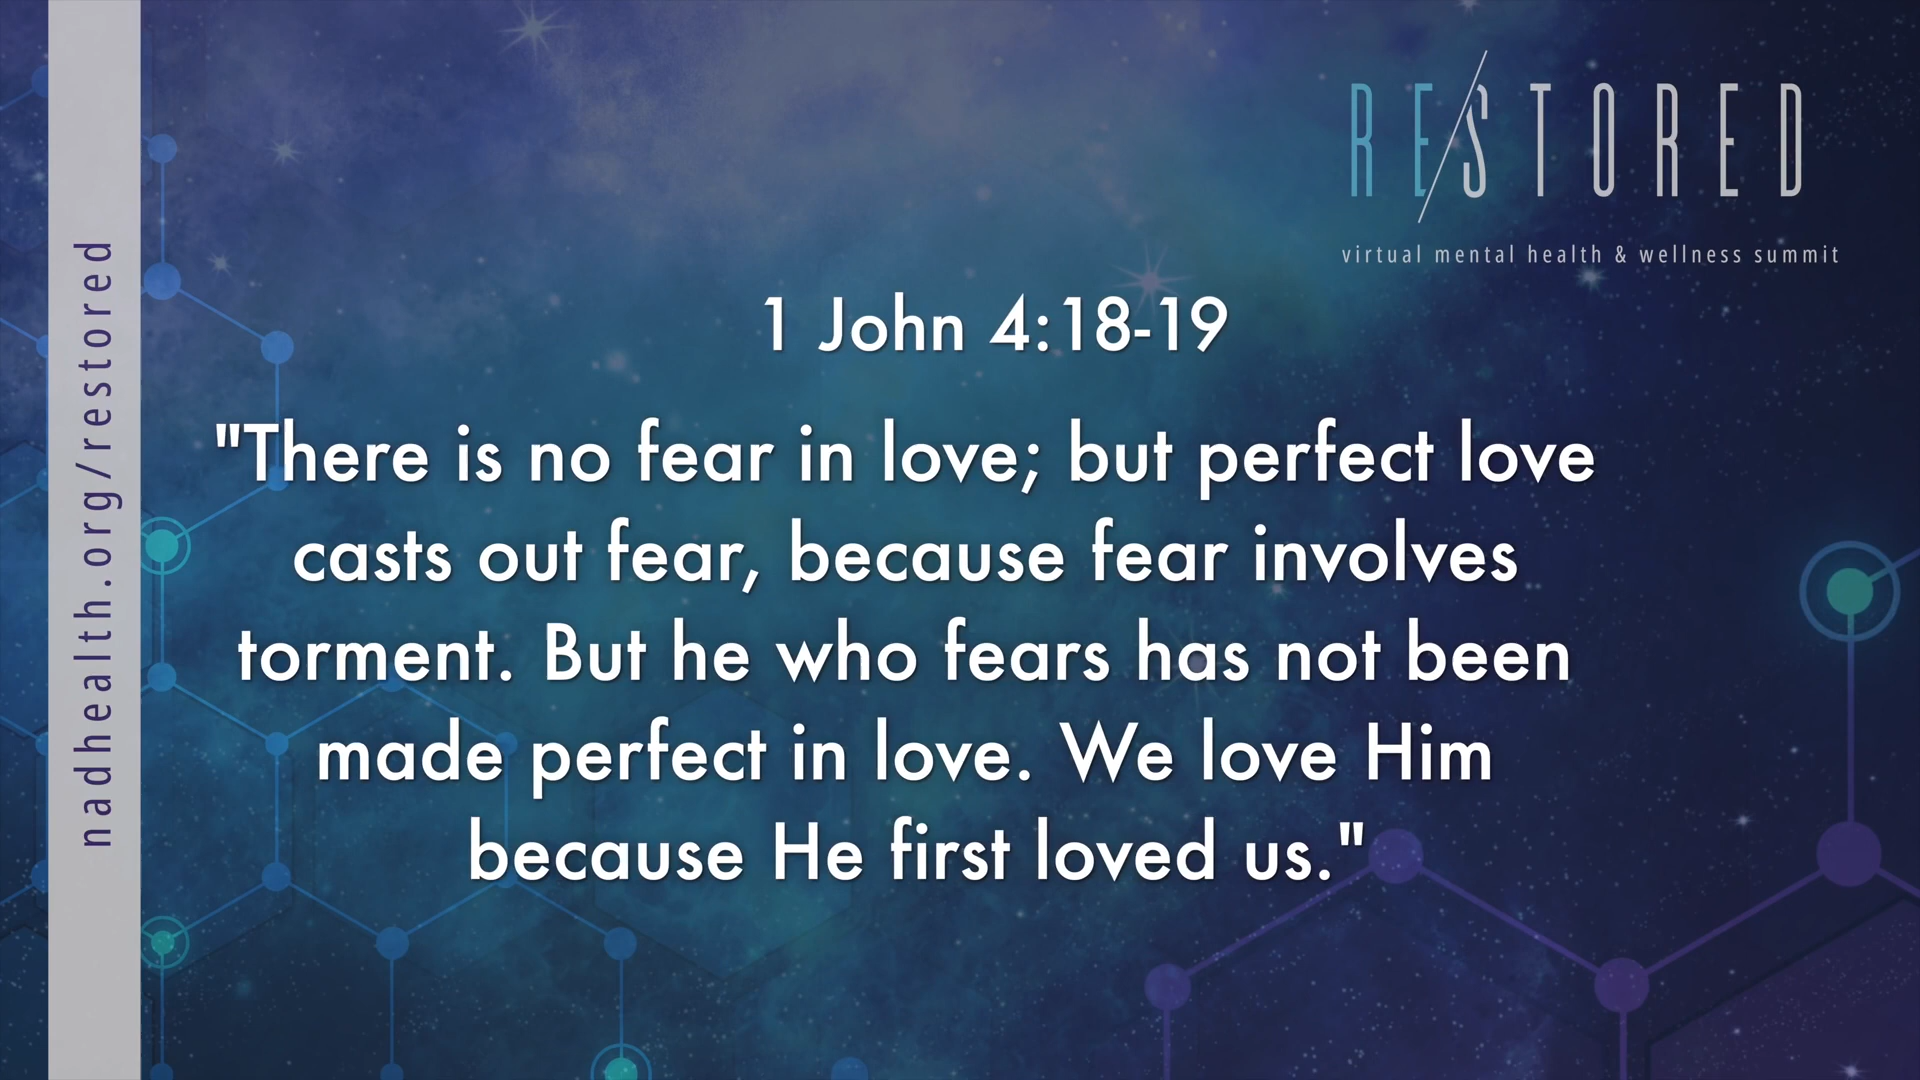 nadhealth.org/restored
RE/STORED
virtual mental health & wellness summit
1 John 4:18-19
"There is no fear in love; but perfect love
casts out fear, because fear involves
torment. But he who fears has not been
made perfect in love. We love Him
because He first loved us."